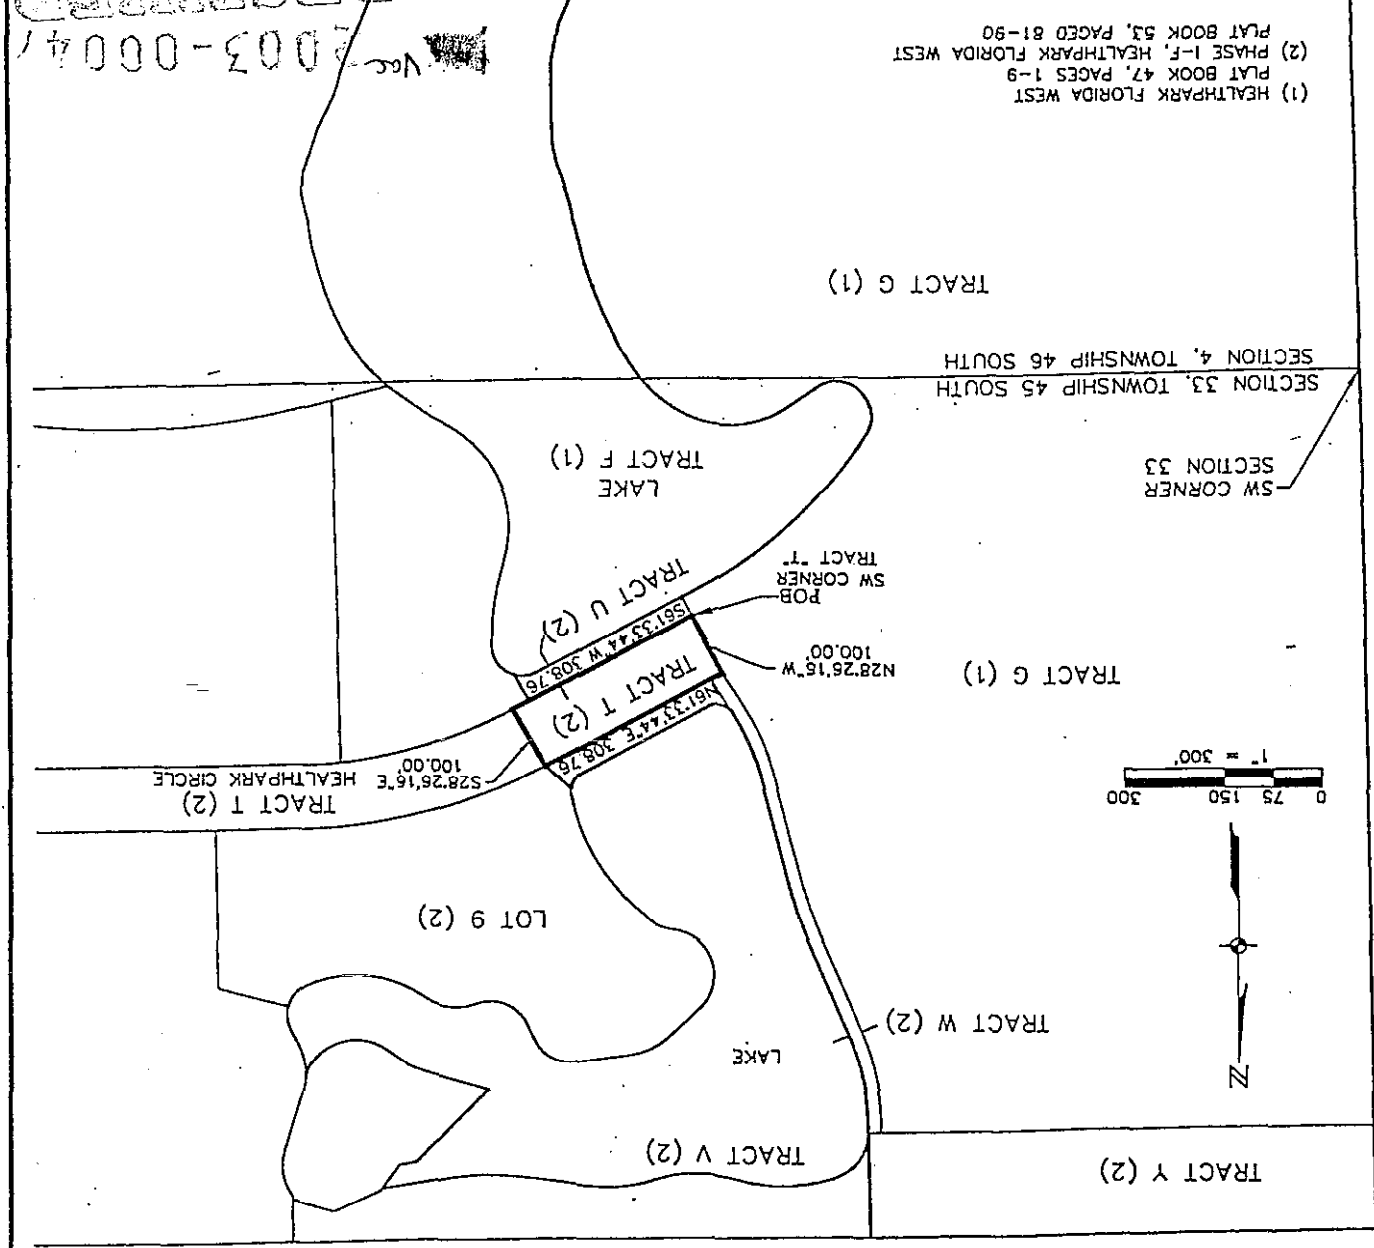 TRACT Y (2)
TRACT V (2)
N
LAKE
TRACT W (2)
LOT 9 (2)
0 75 150 300
1" = 300'
TRACT T (2)
S28°26'16"E HEALTHPARK CIRCLE
100.00'
N61°33'44"E 308.76
TRACT T (2)
S61°33'44"W 308.76
N28°26'16"W
100.00'
TRACT G (1)
POB
SW CORNER
TRACT "T"
TRACT U (2)
LAKE
TRACT F (1)
SW CORNER
SECTION 33
SECTION 33, TOWNSHIP 45 SOUTH
SECTION 4, TOWNSHIP 46 SOUTH
TRACT G (1)
(1) HEALTHPARK FLORIDA WEST
PLAT BOOK 47, PAGES 1-9
(2) PHASE 1-F, HEALTHPARK FLORIDA WEST
PLAT BOOK 53, PAGED 81-90
Vac
2003-0004